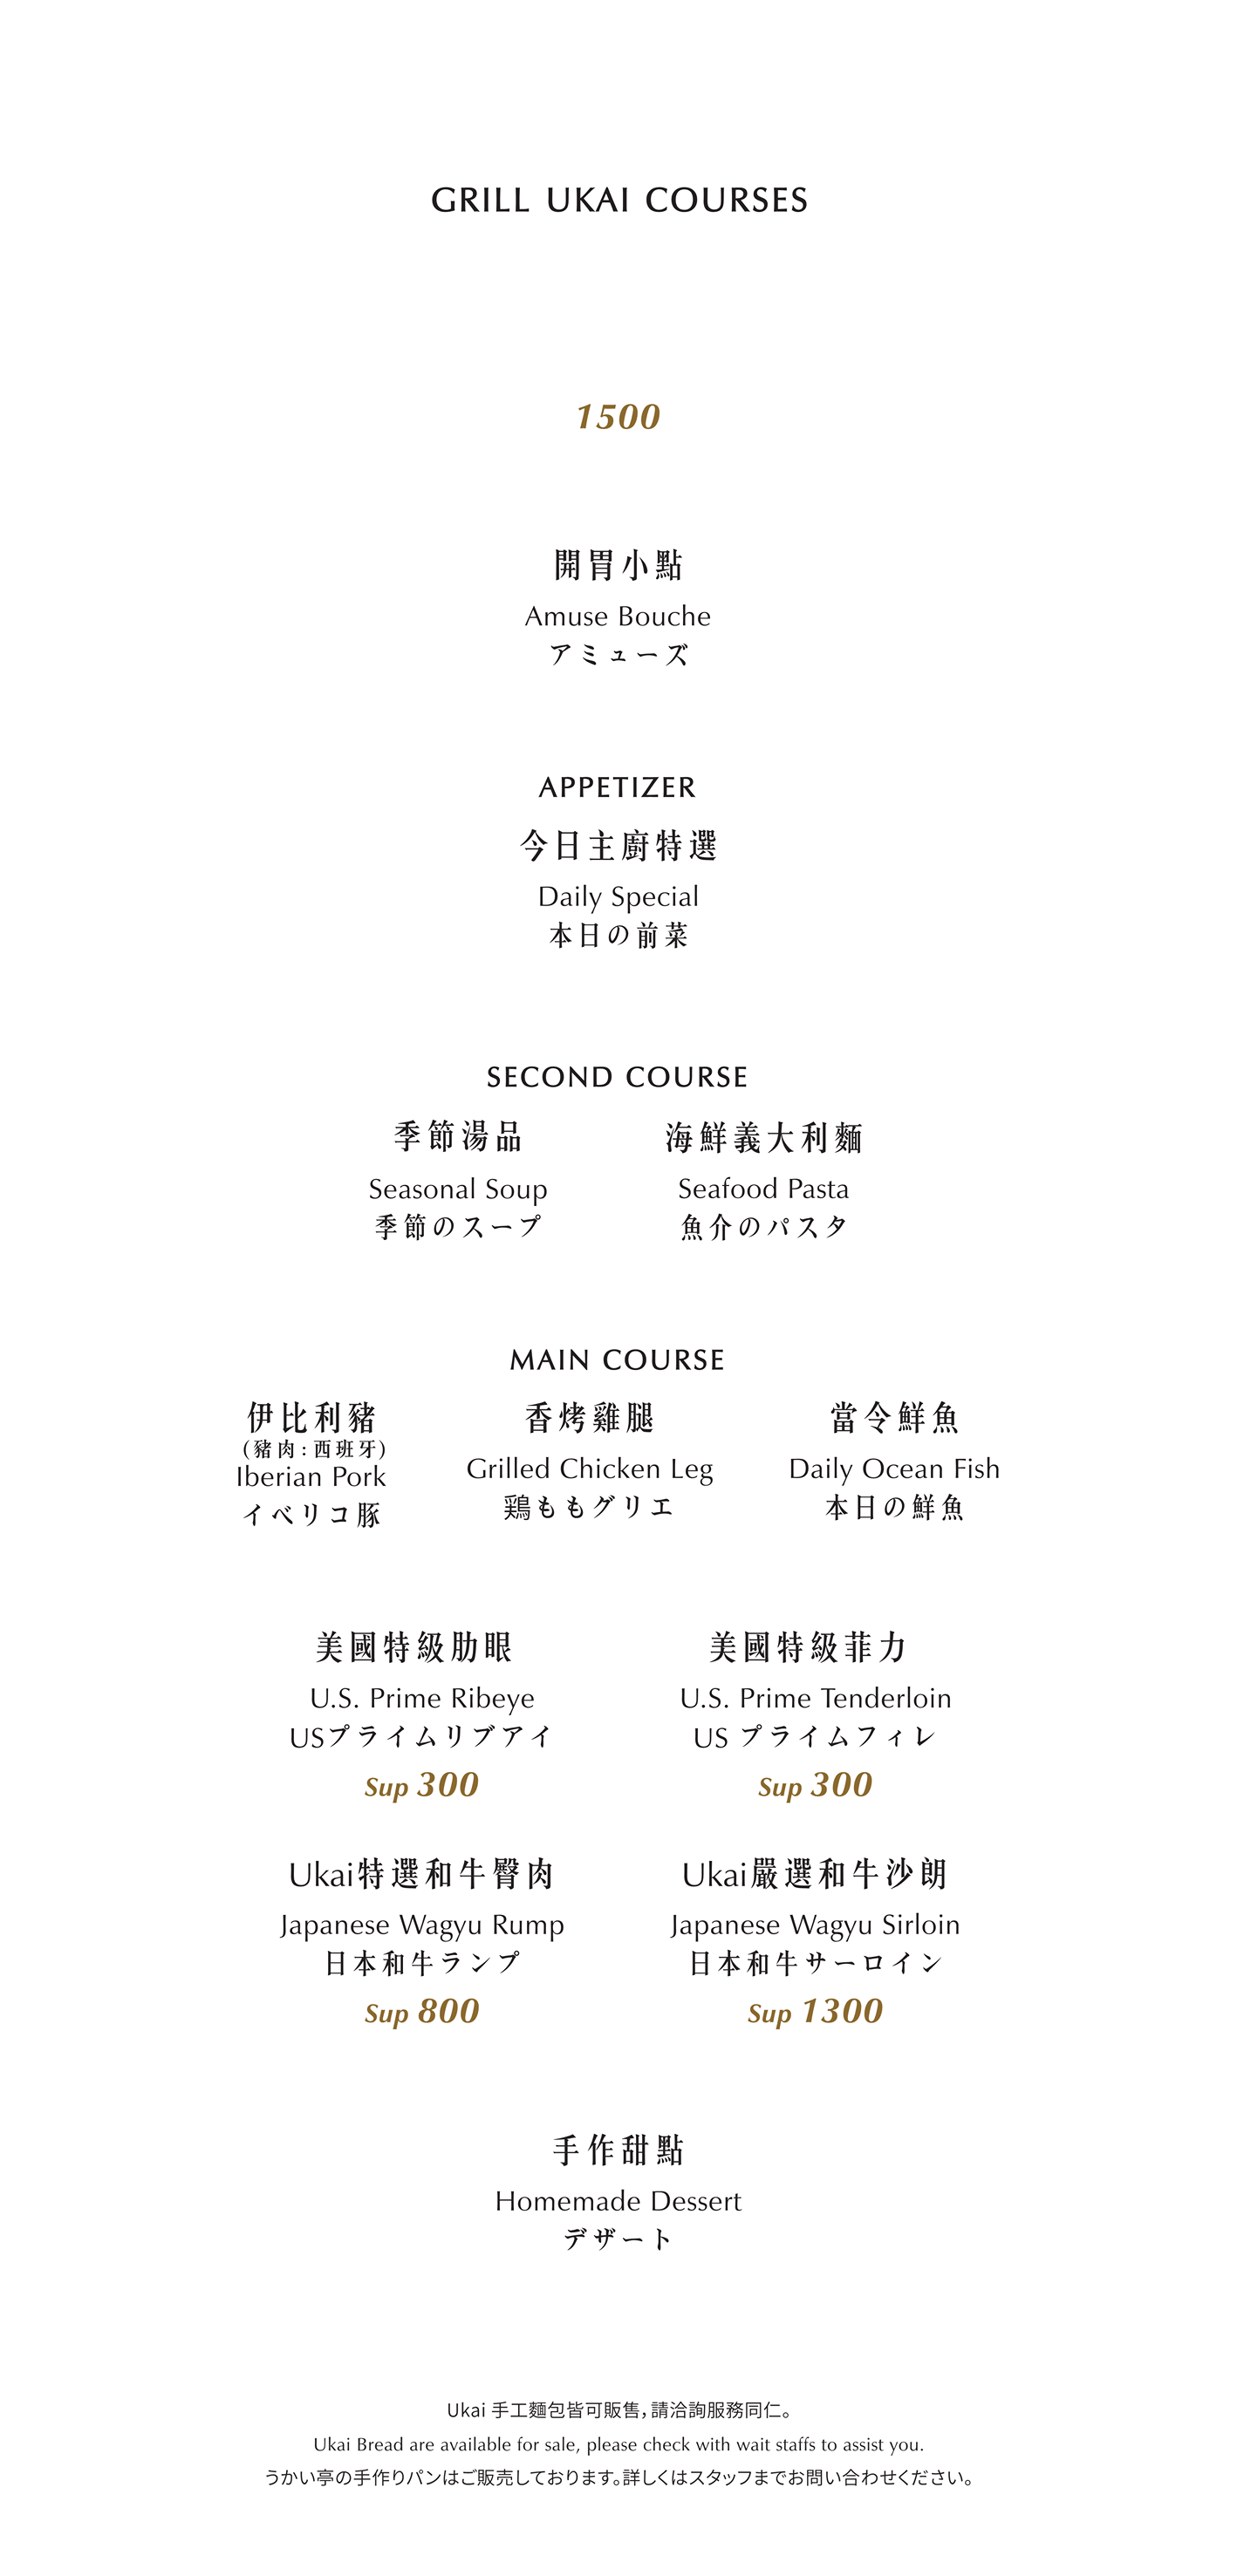 GRILL UKAI COURSES
1500
開胃小點
Amuse Bouche
アミューズ
APPETIZER
今日主廚特選
Daily Special
本日の前菜
SECOND COURSE
季節湯品
Seasonal Soup
季節のスープ
海鮮義大利麵
Seafood Pasta
魚介のパスタ
MAIN COURSE
伊比利豬
(豬肉:西班牙)
Iberian Pork
イベリコ豚
香烤雞腿
Grilled Chicken Leg
鶏ももグリエ
當令鮮魚
Daily Ocean Fish
本日の鮮魚
美國特級肋眼
U.S. Prime Ribeye
USプライムリブアイ
Sup 300
美國特級菲力
U.S. Prime Tenderloin
US プライムフィレ
Sup 300
Ukai特選和牛臀肉
Japanese Wagyu Rump
日本和牛ランプ
Sup 800
Ukai嚴選和牛沙朗
Japanese Wagyu Sirloin
日本和牛サーロイン
Sup 1300
手作甜點
Homemade Dessert
デザート
Ukai 手工麵包皆可販售，請洽詢服務同仁。
Ukai Bread are available for sale, please check with wait staffs to assist you.
うかい亭の手作りパンはご販売しております。詳しくはスタッフまでお問い合わせください。